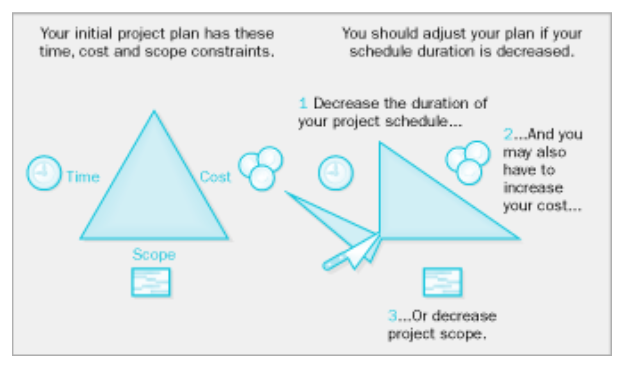 Your initial project plan has these
time, cost and scope constraints.
You should adjust your plan if your
schedule duration is decreased.
Time
Cost
Scope
1 Decrease the duration of
your project schedule...
2...And you
may also
have to
increase
your cost...
3...Or decrease
project scope.